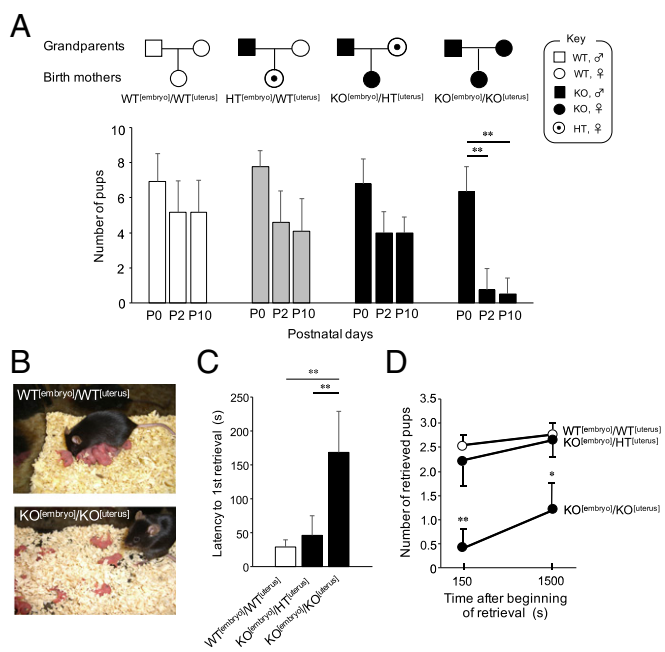 A
Grandparents
Birth mothers
WT[embryo]/WT[uterus] HT[embryo]/WT[uterus] KO[embryo]/HT[uterus] KO[embryo]/KO[uterus]
Key
WT, ♂
WT, ♀
KO, ♂
KO, ♀
HT, ♀
Number of pups
10
8
6
4
2
0
**
**
P0 P2 P10 P0 P2 P10 P0 P2 P10 P0 P2 P10
Postnatal days
B
WT[embryo]/WT[uterus]
KO[embryo]/KO[uterus]
C
Latency to 1st retrieval (s)
250
200
150
100
50
0
**
**
WT[embryo]/WT[uterus]
KO[embryo]/HT[uterus]
KO[embryo]/KO[uterus]
D
Number of retrieved pups
3.5
3.0
2.5
2.0
1.5
1.0
0.5
0
WT[embryo]/WT[uterus]
KO[embryo]/HT[uterus]
*
KO[embryo]/KO[uterus]
**
150 1500
Time after beginning
of retrieval (s)